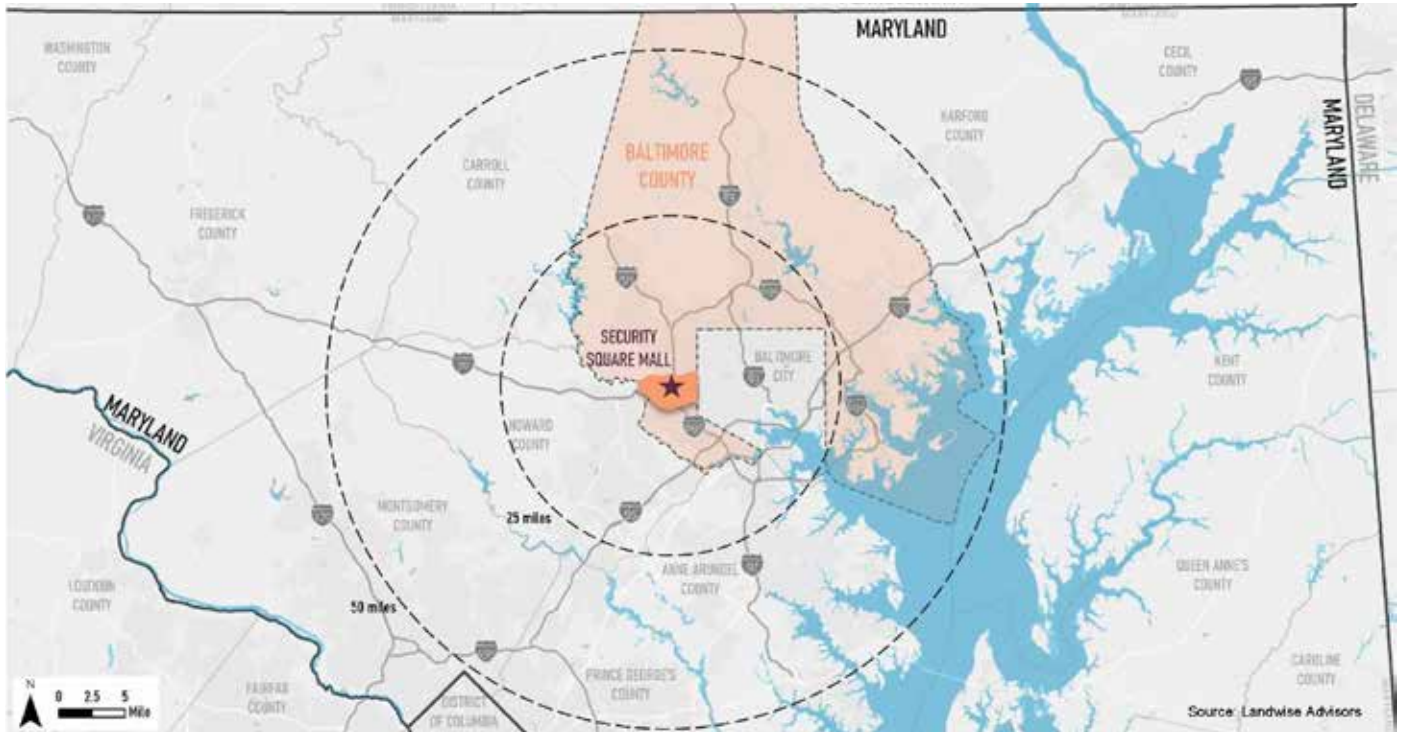 MARYLAND
MARYLAND
WASHINGTON
COUNTY
CECIL
COUNTY
MARYLAND
DELAWARE
HARFORD
COUNTY
BALTIMORE
COUNTY
CARROLL
COUNTY
FREDERICK
COUNTY
SECURITY
SQUARE MALL
BALTIMORE
CITY
KENT
COUNTY
MARYLAND
VIRGINIA
HOWARD
COUNTY
MONTGOMERY
COUNTY
25 miles
ANNE ARUNDEL
COUNTY
QUEEN ANNE'S
COUNTY
LOUDOUN
COUNTY
50 miles
PRINCE GEORGE'S
COUNTY
CAROLINE
COUNTY
FAIRFAX
COUNTY
DISTRICT
OF COLUMBIA
N
0 2.5 5
Mile
Source: Landwise Advisors